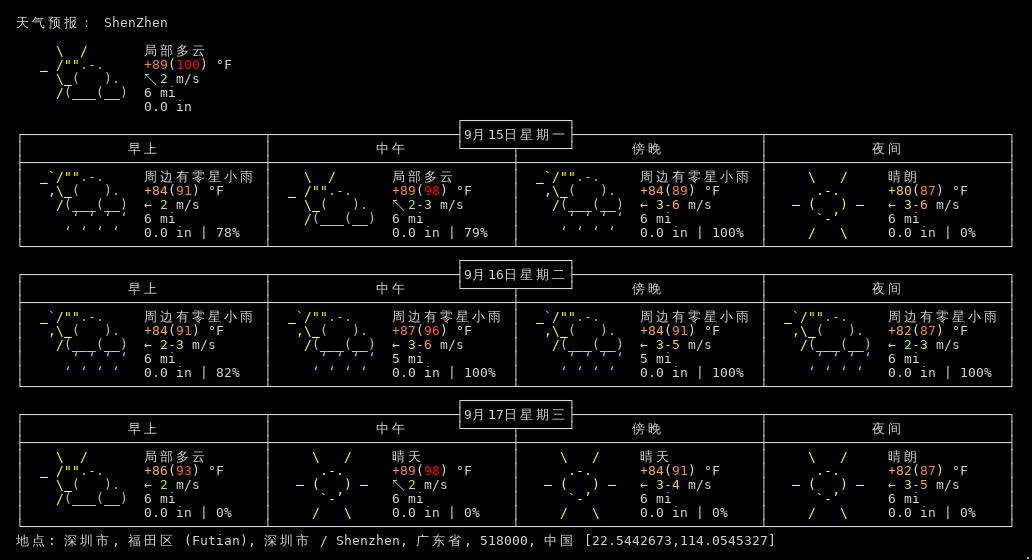 天气预报： ShenZhen
局部多云
+89(100) °F
↖ 2 m/s
6 mi
0.0 in
9月15日星期一
早上 中午 傍晚 夜间
周边有零星小雨 局部多云 周边有零星小雨 晴朗
+84(91) °F +89(98) °F +84(89) °F +80(87) °F
← 2 m/s ↖ 2-3 m/s ← 3-6 m/s ← 3-6 m/s
6 mi 6 mi 6 mi 6 mi
0.0 in | 78% 0.0 in | 79% 0.0 in | 100% 0.0 in | 0%
9月16日星期二
早上 中午 傍晚 夜间
周边有零星小雨 周边有零星小雨 周边有零星小雨 周边有零星小雨
+84(91) °F +87(96) °F +84(91) °F +82(87) °F
← 2-3 m/s ← 3-6 m/s ← 3-5 m/s ← 2-3 m/s
6 mi 5 mi 5 mi 6 mi
0.0 in | 82% 0.0 in | 100% 0.0 in | 100% 0.0 in | 100%
9月17日星期三
早上 中午 傍晚 夜间
局部多云 晴天 晴天 晴朗
+86(93) °F +89(98) °F +84(91) °F +82(87) °F
← 2 m/s ↖ 2 m/s ← 3-4 m/s ← 3-5 m/s
6 mi 6 mi 6 mi 6 mi
0.0 in | 0% 0.0 in | 0% 0.0 in | 0% 0.0 in | 0%
地点: 深圳市, 福田区 (Futian), 深圳市 / Shenzhen, 广东省, 518000, 中国 [22.5442673,114.0545327]